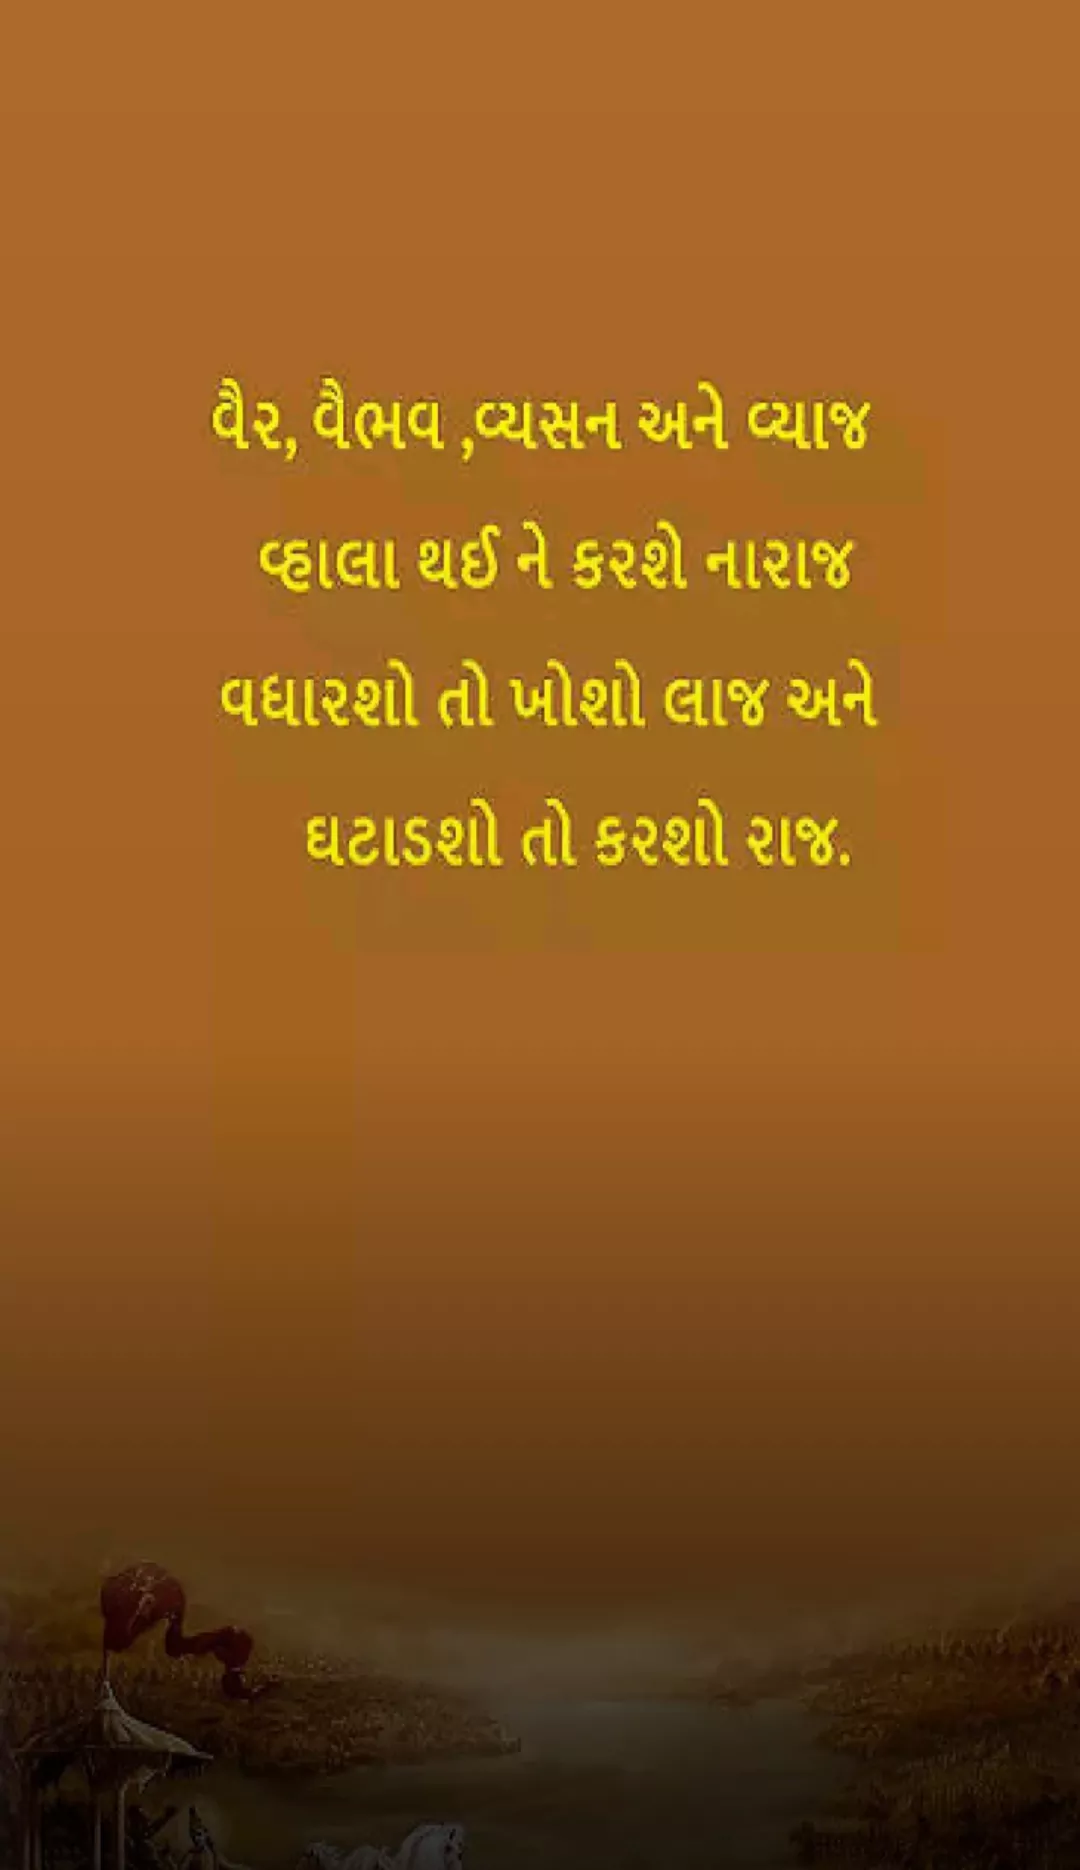 વૈર, વૈભવ ,વ્યસન અને વ્યાજ
વ્હાલા થઈ ને કરશે નારાજ
વધારશો તો ખોશો લાજ અને
ઘટાડશો તો કરશો રાજ.